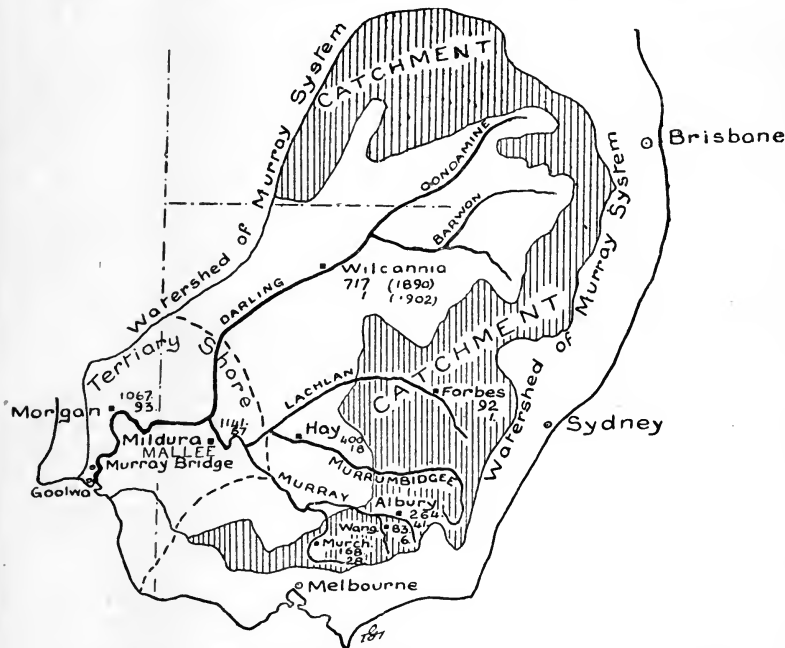 Watershed of Murray System
CATCHMENT
CONDAMINE
Brisbane
BARWON
Watershed of Murray System
Wilcannia
717 (1890)
1 (1902)
DARLING
Tertiary Shore
CATCHMENT
LACHLAN
Forbes
92
1
Sydney
Morgan
1067.
93.
1141.
87
Mildura
MALLEE
Hay 400
18
Murray Bridge
Goolwa
MURRUMBIDGEE
MURRAY
Albury
264.
41.
Wang.
83
6.
Murch.
168
28
Melbourne